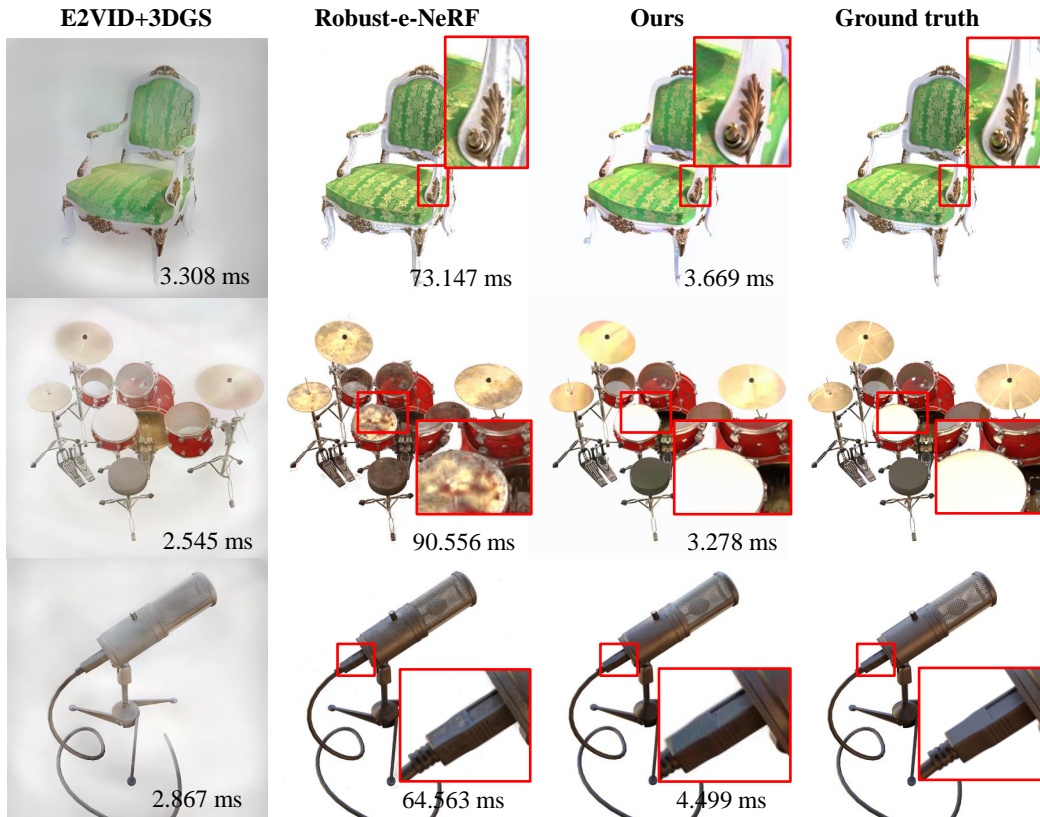 E2VID+3DGS Robust-e-NeRF Ours Ground truth
3.308 ms 73.147 ms 3.669 ms
2.545 ms 90.556 ms 3.278 ms
2.867 ms 64.563 ms 4.499 ms